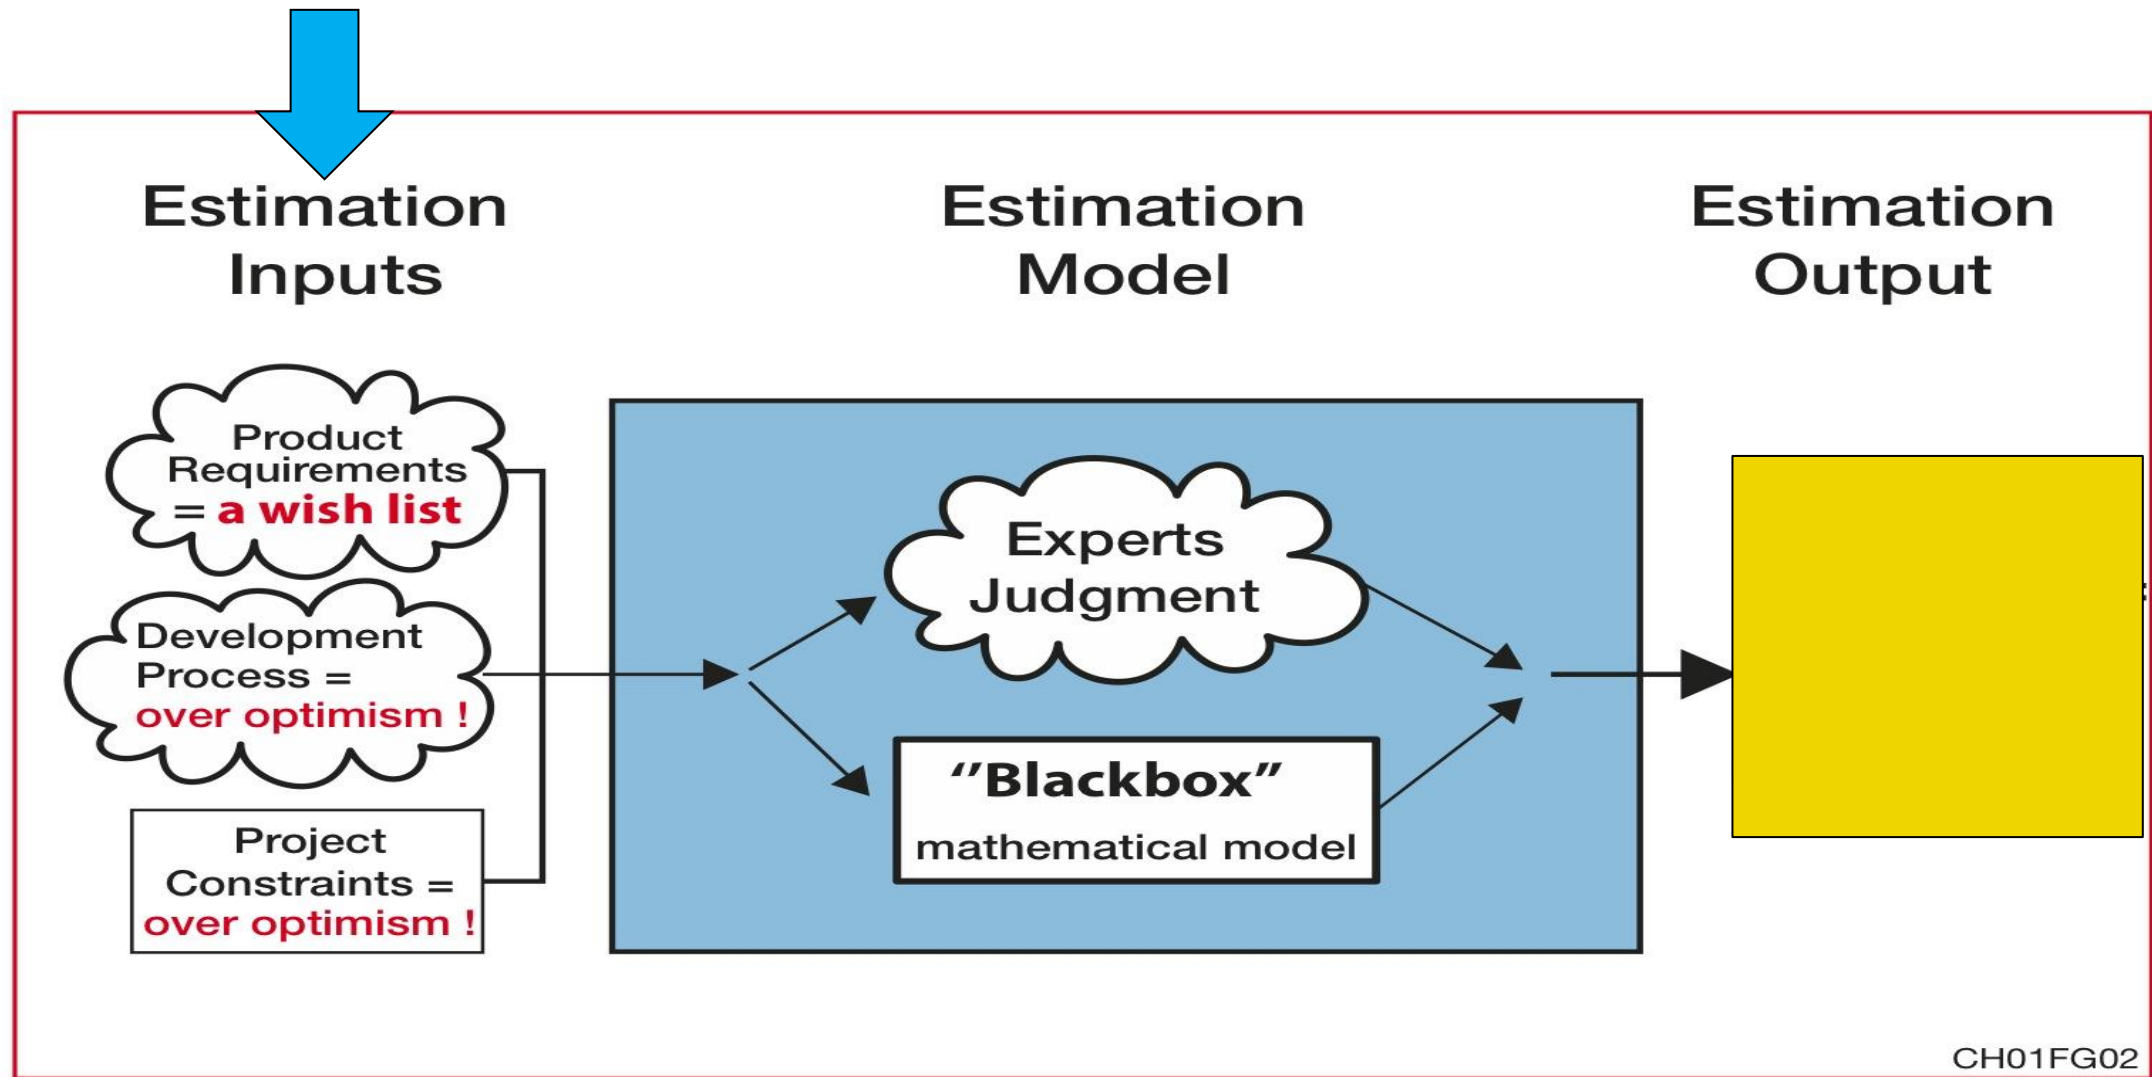 Estimation
Inputs
Estimation
Model
Estimation
Output
Product
Requirements
= a wish list
Development
Process =
over optimism !
Project
Constraints =
over optimism !
Experts
Judgment
‘’Blackbox”
mathematical model
CH01FG02